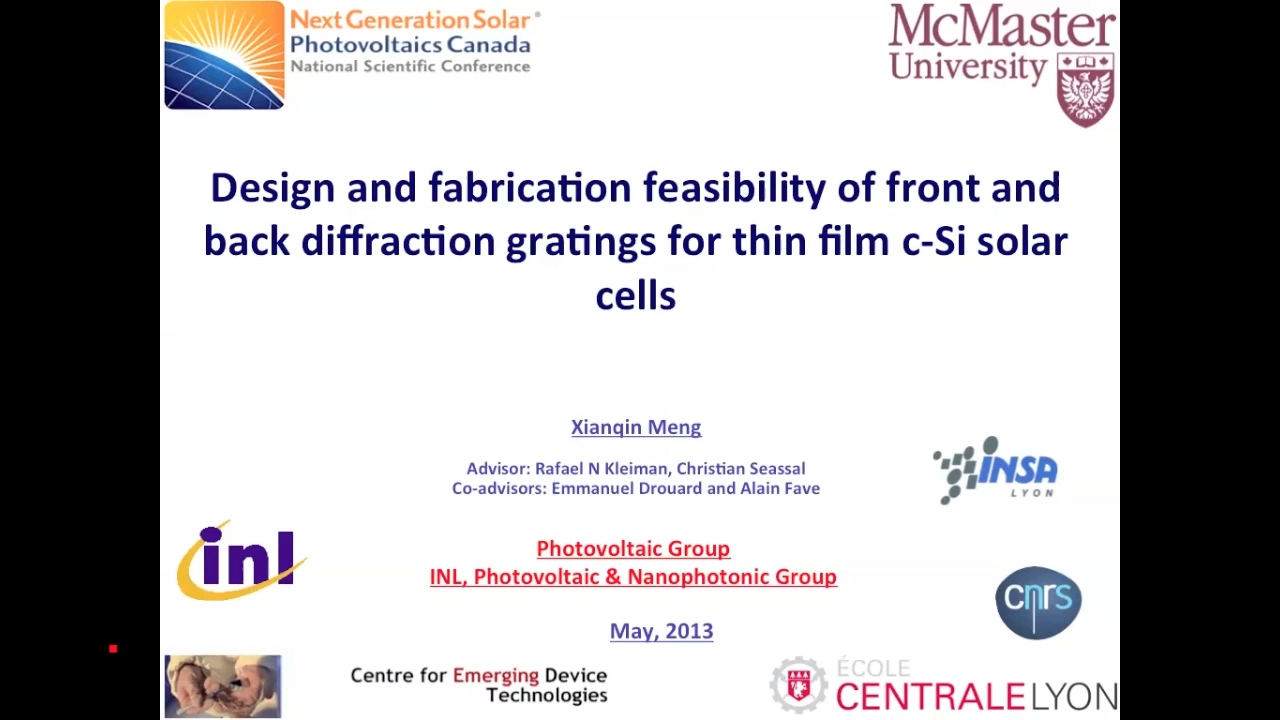 Next Generation Solar
Photovoltaics Canada
National Scientific Conference
McMaster
University
Design and fabrication feasibility of front and
back diffraction gratings for thin film c-Si solar
cells
Xianqin Meng
Advisor: Rafael N Kleiman, Christian Seassal
Co-advisors: Emmanuel Drouard and Alain Fave
INSA
LYON
inl
Photovoltaic Group
INL, Photovoltaic & Nanophotonic Group
cnrs
May, 2013
Centre for Emerging Device
Technologies
ÉCOLE
CENTRALELYON